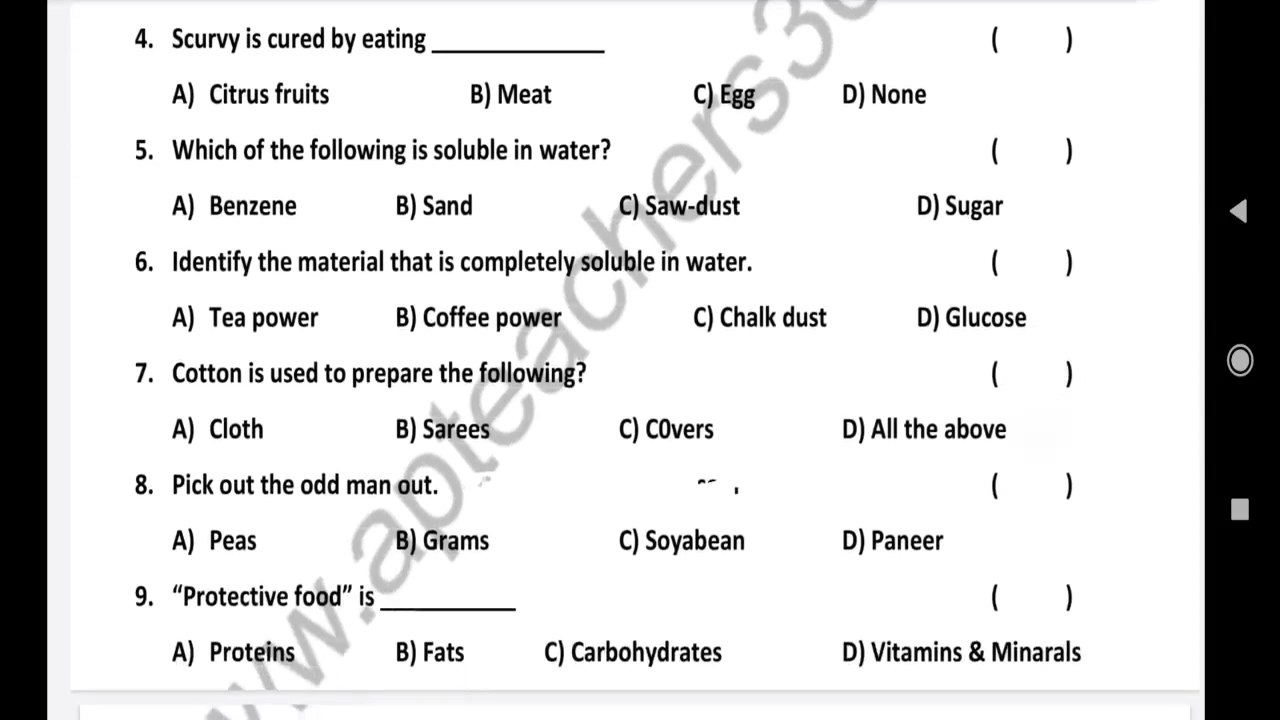 4. Scurvy is cured by eating ____________ ( )
A) Citrus fruits B) Meat C) Egg D) None
5. Which of the following is soluble in water? ( )
A) Benzene B) Sand C) Saw-dust D) Sugar
6. Identify the material that is completely soluble in water. ( )
A) Tea power B) Coffee power C) Chalk dust D) Glucose
7. Cotton is used to prepare the following? ( )
A) Cloth B) Sarees C) C0vers D) All the above
8. Pick out the odd man out. ( )
A) Peas B) Grams C) Soyabean D) Paneer
9. “Protective food” is __________ ( )
A) Proteins B) Fats C) Carbohydrates D) Vitamins & Minarals